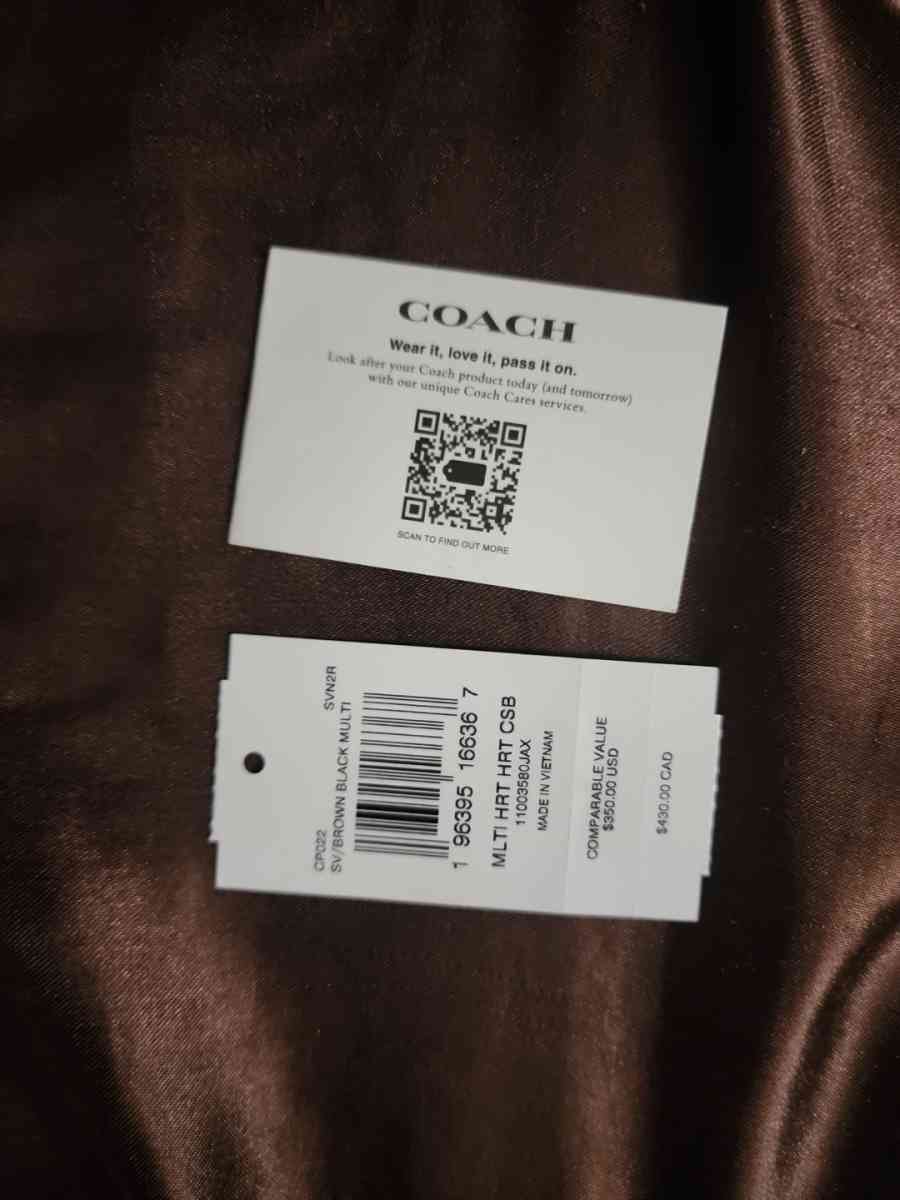 COACH
Wear it, love it, pass it on.
Look after your Coach product today (and tomorrow)
with our unique Coach Cares services.
SCAN TO FIND OUT MORE
CP022 SVN2R
SV/BROWN BLACK MULTI
1 96395 16636 7
MLTI HRT HRT CSB
11003580JAX
MADE IN VIETNAM
COMPARABLE VALUE
$350.00 USD
$430.00 CAD